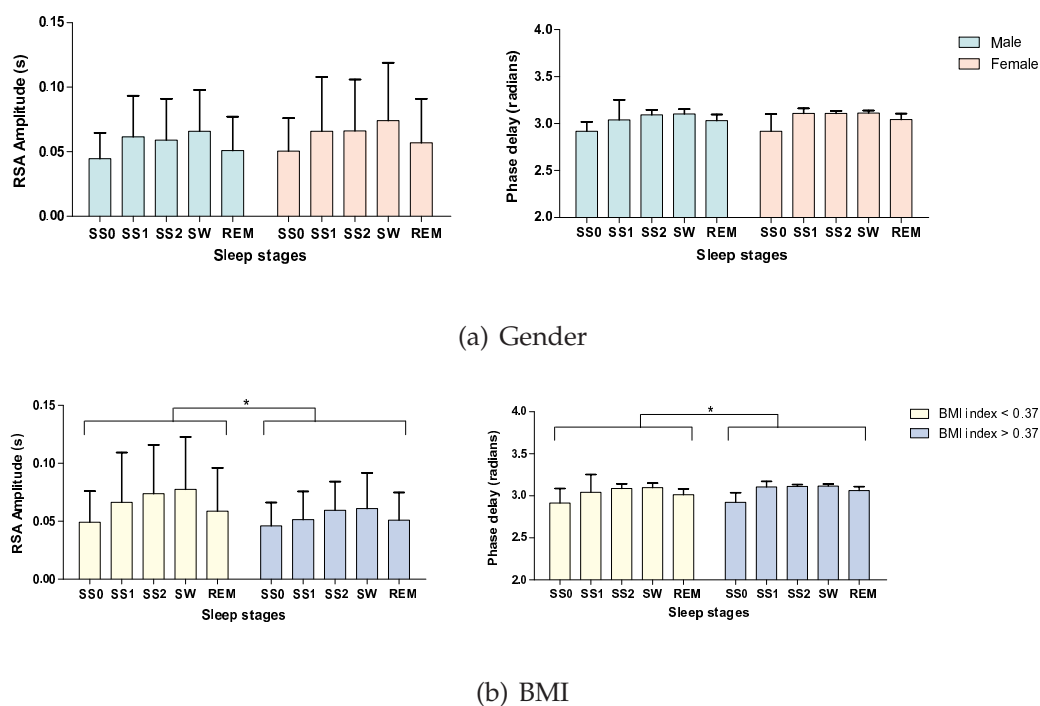 0.15
0.10
0.05
0.00
RSA Amplitude (s)
SS0 SS1 SS2 SW REM SS0 SS1 SS2 SW REM
Sleep stages
4.0
3.5
3.0
2.5
2.0
Phase delay (radians)
SS0 SS1 SS2 SW REM SS0 SS1 SS2 SW REM
Sleep stages
Male
Female
(a) Gender
0.15
0.10
0.05
0.00
RSA Amplitude (s)
*
SS0 SS1 SS2 SW REM SS0 SS1 SS2 SW REM
Sleep stages
4.0
3.5
3.0
2.5
2.0
Phase delay (radians)
*
SS0 SS1 SS2 SW REM SS0 SS1 SS2 SW REM
Sleep stages
BMI index < 0.37
BMI index > 0.37
(b) BMI